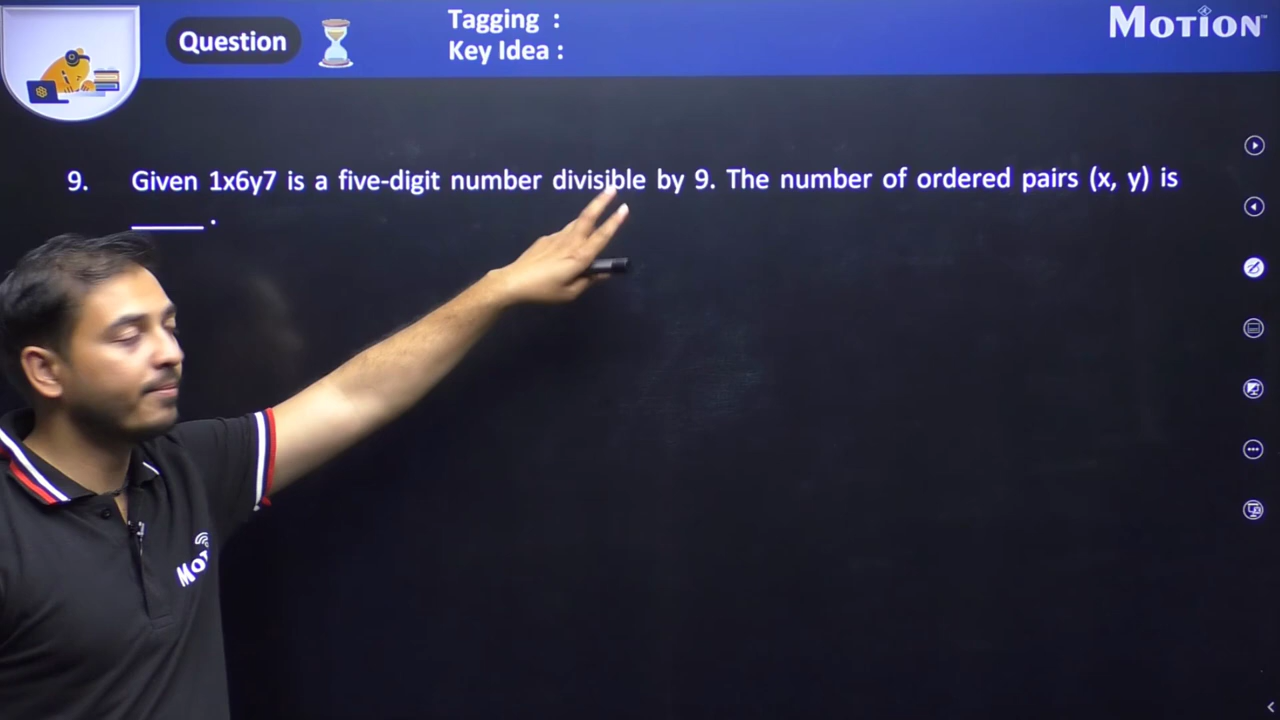 Question
Tagging :
Key Idea :
MOTION
9. Given 1x6y7 is a five-digit number divisible by 9. The number of ordered pairs (x, y) is
______ .
MOT